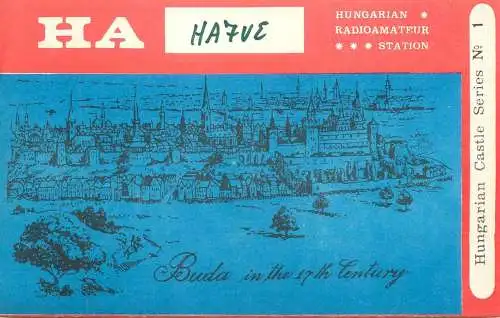 HA
HA7VE
HUNGARIAN *
RADIOAMATEUR
* * * STATION
Hungarian Castle Series Nº 1
Buda in the 17th Century